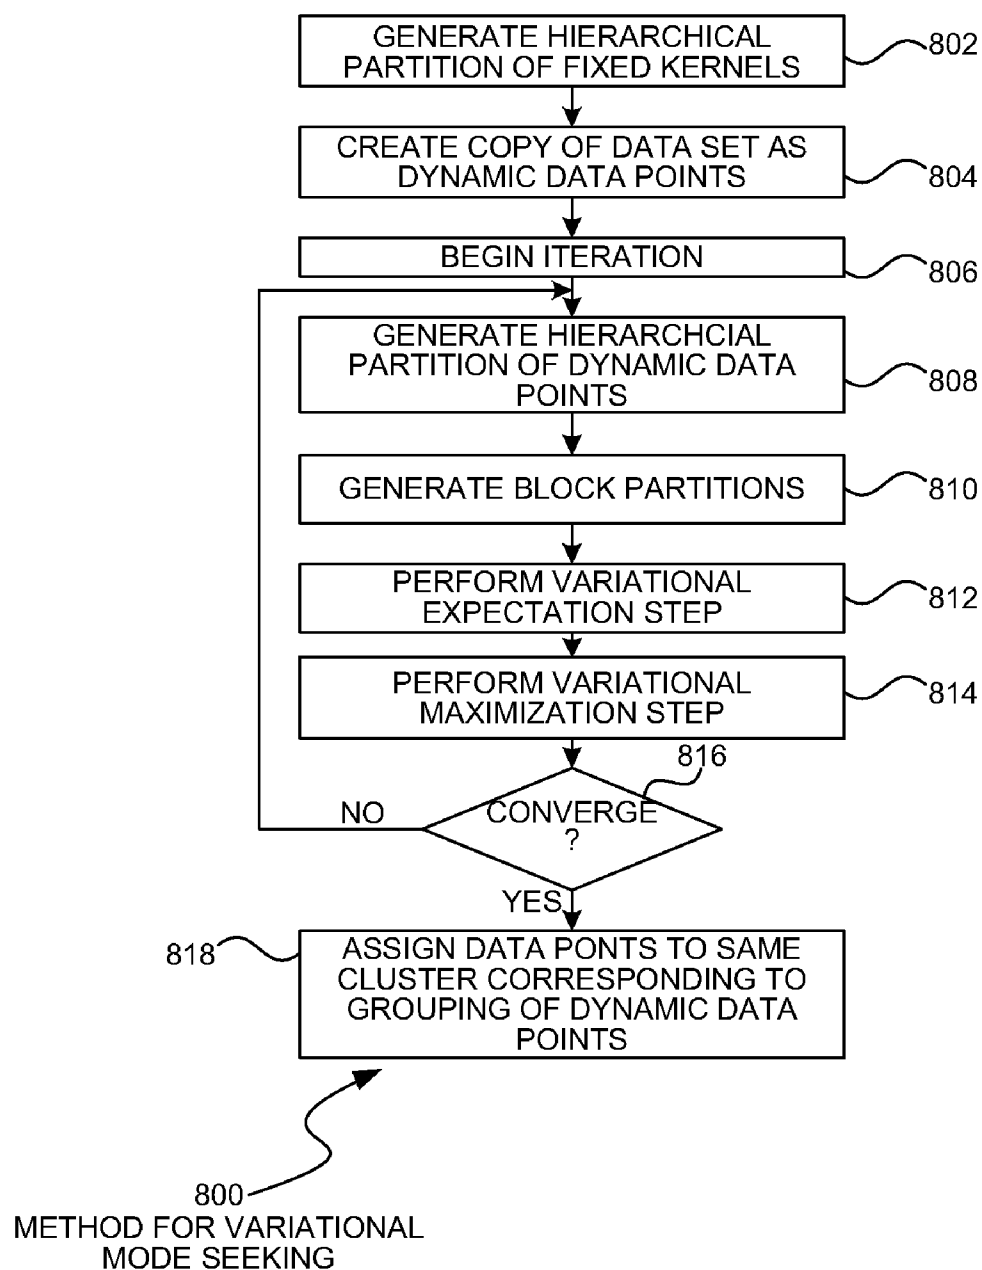 GENERATE HIERARCHICAL
PARTITION OF FIXED KERNELS
802
CREATE COPY OF DATA SET AS
DYNAMIC DATA POINTS
804
BEGIN ITERATION
806
GENERATE HIERARCHCIAL
PARTITION OF DYNAMIC DATA
POINTS
808
GENERATE BLOCK PARTITIONS
810
PERFORM VARIATIONAL
EXPECTATION STEP
812
PERFORM VARIATIONAL
MAXIMIZATION STEP
814
816
CONVERGE
?
NO
YES
818
ASSIGN DATA PONTS TO SAME
CLUSTER CORRESPONDING TO
GROUPING OF DYNAMIC DATA
POINTS
800
METHOD FOR VARIATIONAL
MODE SEEKING